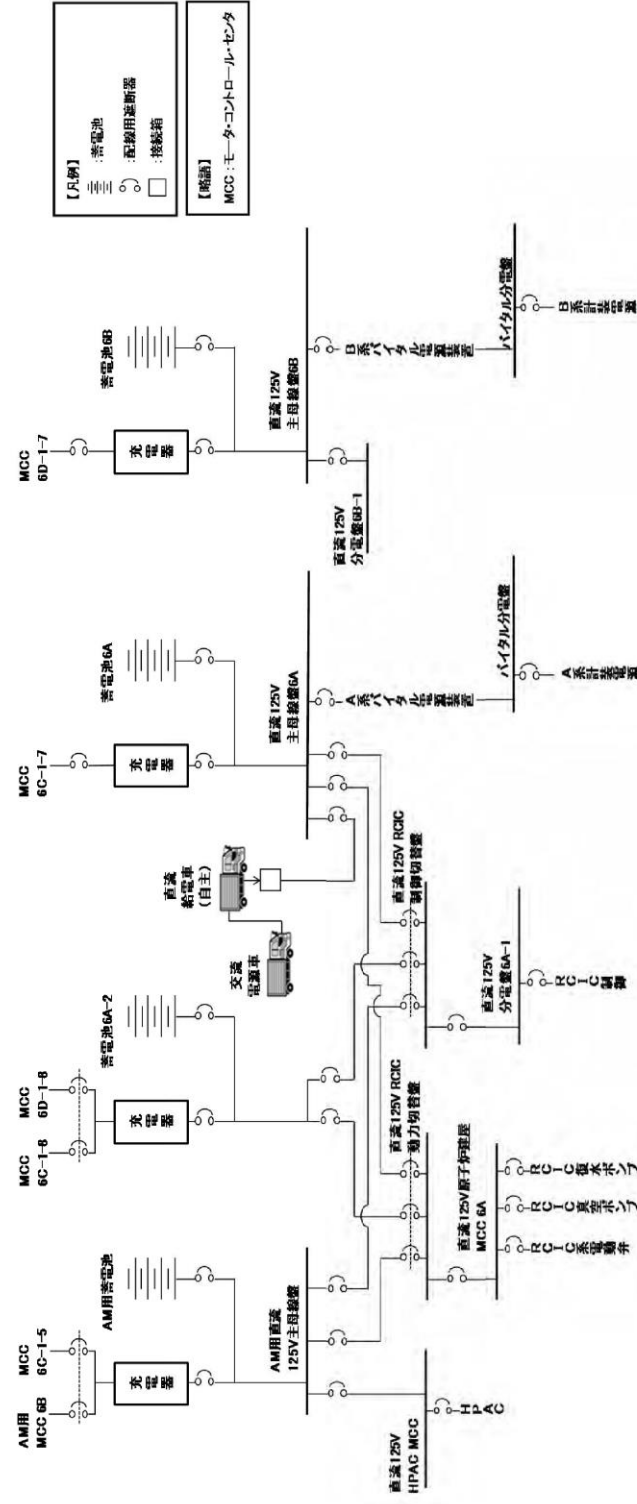 【凡例】
:蓄電池
:配線用遮断器
:接続箱
【略語】
MCC :モータ・コントロール・センタ
AM用
MCC 6B
MCC
6C-1-5
充電器
AM用蓄電池
AM用直流
125V主母線盤
直流125V
HPAC MCC
HPAC
MCC
6C-1-8
MCC
6D-1-8
充電器
蓄電池6A-2
交流
電源車
直流
給電車
(自主)
直流125V RCIC
動力切替盤
直流125V原子炉建屋
MCC 6A
RCIC系電動弁
RCIC真空ポンプ
RCIC復水ポンプ
直流125V RCIC
制御切替盤
直流125V
分電盤6A-1
RCIC制御
MCC
6C-1-7
充電器
蓄電池6A
直流125V
主母線盤6A
A系バイタル電源装置
バイタル分電盤
A系計装電源
MCC
6D-1-7
充電器
蓄電池6B
直流125V
主母線盤6B
直流125V
分電盤6B-1
B系バイタル電源装置
バイタル分電盤
B系計装電源